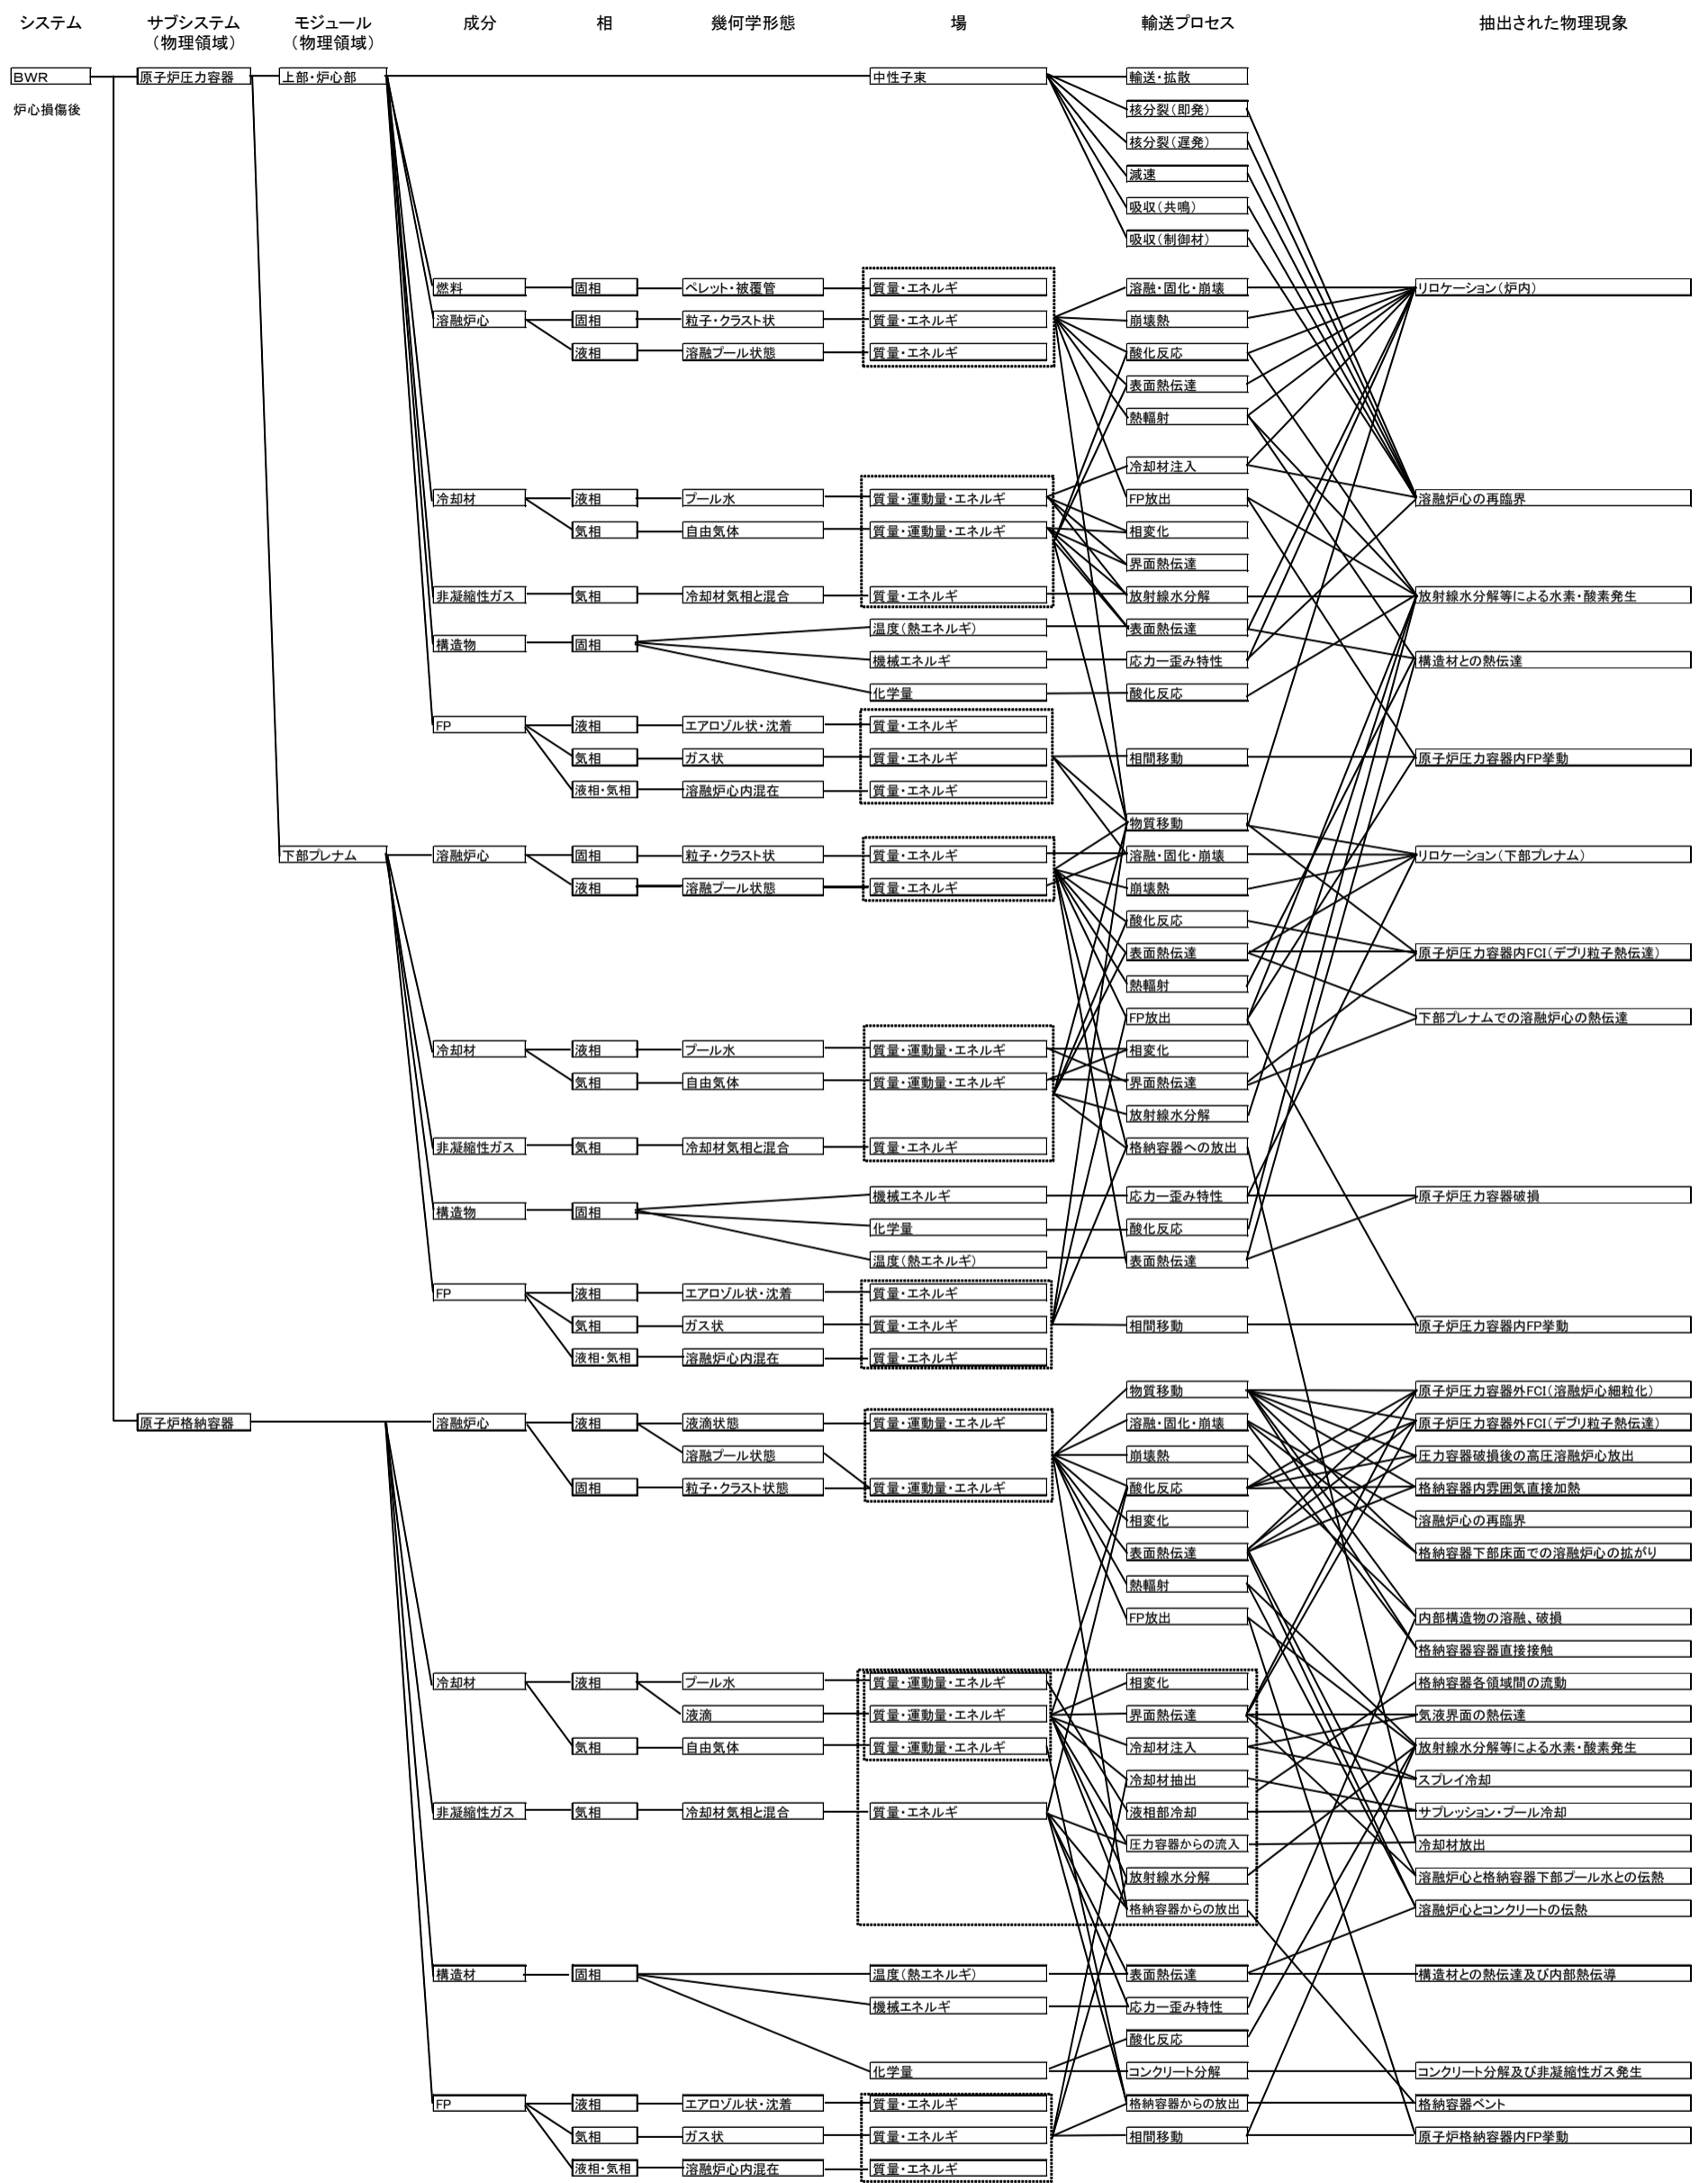 システム サブシステム モジュール 成分 相 幾何学形態 場 輸送プロセス 抽出された物理現象
（物理領域） （物理領域）
BWR 原子炉圧力容器 上部・炉心部 中性子束 輸送・拡散
炉心損傷後 核分裂（即発）
核分裂（遅発）
減速
吸収（共鳴）
吸収（制御材）
燃料 固相 ペレット・被覆管 質量・エネルギ 溶融・固化・崩壊 リロケーション（炉内）
溶融炉心 固相 粒子・クラスト状 質量・エネルギ 崩壊熱
液相 溶融プール状態 質量・エネルギ 酸化反応
表面熱伝達
熱輻射
冷却材注入
冷却材 液相 プール水 質量・運動量・エネルギ FP放出 溶融炉心の再臨界
気相 自由気体 質量・運動量・エネルギ 相変化
界面熱伝達
非凝縮性ガス 気相 冷却材気相と混合 質量・エネルギ 放射線水分解 放射線水分解等による水素・酸素発生
温度（熱エネルギ） 表面熱伝達
構造物 固相
機械エネルギ 応力ー歪み特性 構造材との熱伝達
化学量 酸化反応
FP 液相 エアロゾル状・沈着 質量・エネルギ
気相 ガス状 質量・エネルギ 相間移動 原子炉圧力容器内FP挙動
液相・気相 溶融炉心内混在 質量・エネルギ
物質移動
下部プレナム 溶融炉心 固相 粒子・クラスト状 質量・エネルギ 溶融・固化・崩壊 リロケーション（下部プレナム）
液相 溶融プール状態 質量・エネルギ 崩壊熱
酸化反応
表面熱伝達 原子炉圧力容器内FCI（デブリ粒子熱伝達）
熱輻射
FP放出 下部プレナムでの溶融炉心の熱伝達
冷却材 液相 プール水 質量・運動量・エネルギ 相変化
気相 自由気体 質量・運動量・エネルギ 界面熱伝達
放射線水分解
非凝縮性ガス 気相 冷却材気相と混合 質量・エネルギ 格納容器への放出
機械エネルギ 応力ー歪み特性 原子炉圧力容器破損
構造物 固相
化学量 酸化反応
温度（熱エネルギ） 表面熱伝達
FP 液相 エアロゾル状・沈着 質量・エネルギ
気相 ガス状 質量・エネルギ 相間移動 原子炉圧力容器内FP挙動
液相・気相 溶融炉心内混在 質量・エネルギ
物質移動 原子炉圧力容器外FCI（溶融炉心細粒化）
原子炉格納容器 溶融炉心 液相 液滴状態 質量・運動量・エネルギ 溶融・固化・崩壊 原子炉圧力容器外FCI（デブリ粒子熱伝達）
溶融プール状態 崩壊熱 圧力容器破損後の高圧溶融炉心放出
固相 粒子・クラスト状態 質量・運動量・エネルギ 酸化反応 格納容器内雰囲気直接加熱
相変化 溶融炉心の再臨界
表面熱伝達 格納容器下部床面での溶融炉心の拡がり
熱輻射
FP放出 内部構造物の溶融、破損
格納容器容器直接接触
冷却材 液相 プール水 質量・運動量・エネルギ 相変化 格納容器各領域間の流動
液滴 質量・運動量・エネルギ 界面熱伝達 気液界面の熱伝達
気相 自由気体 質量・運動量・エネルギ 冷却材注入 放射線水分解等による水素・酸素発生
冷却材抽出 スプレイ冷却
非凝縮性ガス 気相 冷却材気相と混合 質量・エネルギ 液相部冷却 サプレッション・プール冷却
圧力容器からの流入 冷却材放出
放射線水分解 溶融炉心と格納容器下部プール水との伝熱
格納容器からの放出 溶融炉心とコンクリートの伝熱
構造材 固相 温度（熱エネルギ） 表面熱伝達 構造材との熱伝達及び内部熱伝導
機械エネルギ 応力ー歪み特性
酸化反応
化学量 コンクリート分解 コンクリート分解及び非凝縮性ガス発生
FP 液相 エアロゾル状・沈着 質量・エネルギ 格納容器からの放出 格納容器ベント
気相 ガス状 質量・エネルギ 相間移動 原子炉格納容器内FP挙動
液相・気相 溶融炉心内混在 質量・エネルギ